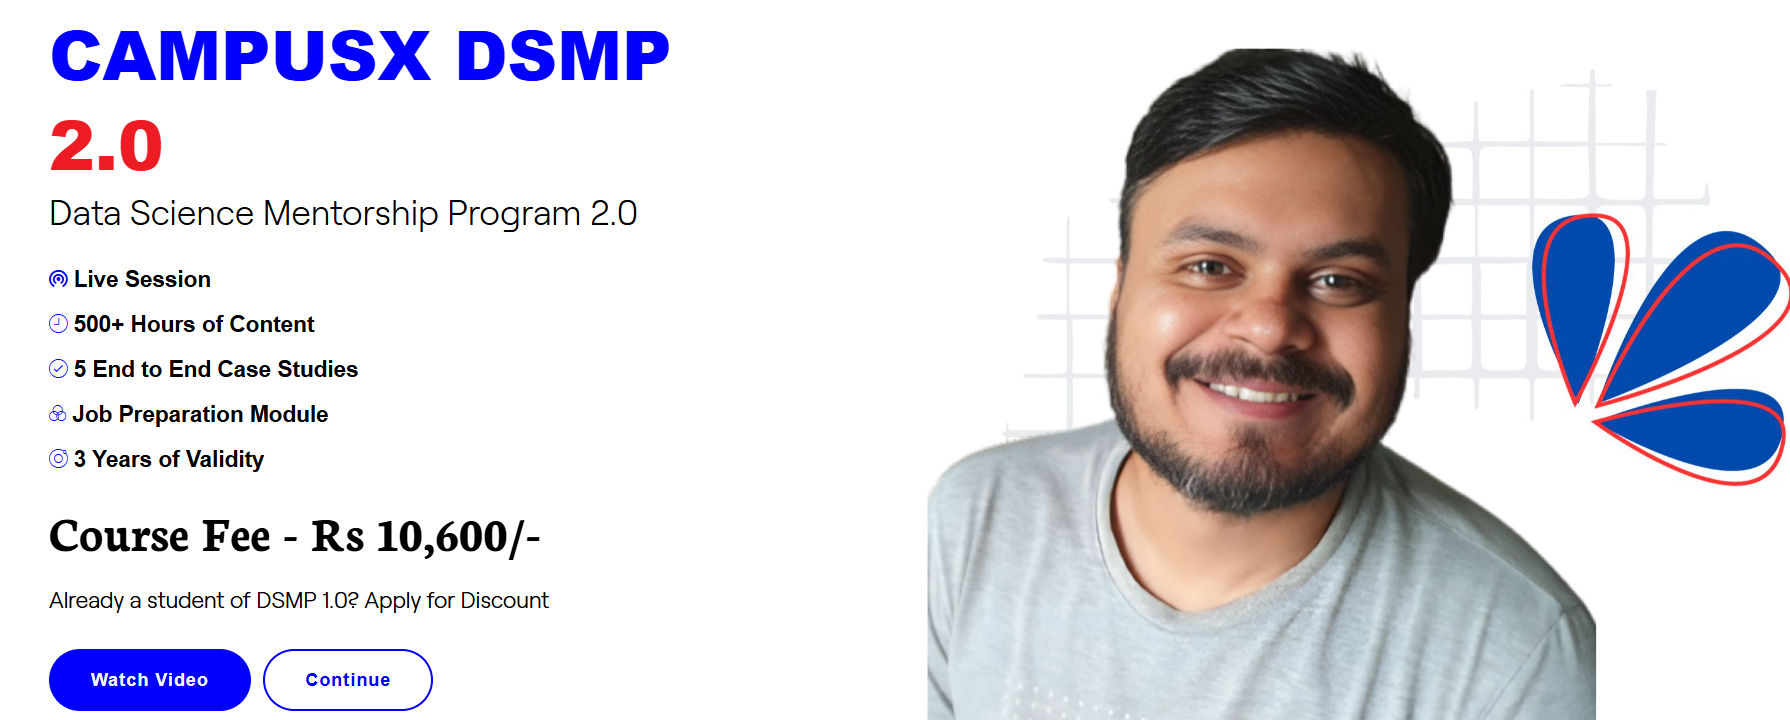 CAMPUSX DSMP
2.0
Data Science Mentorship Program 2.0
Live Session
500+ Hours of Content
5 End to End Case Studies
Job Preparation Module
3 Years of Validity
Course Fee - Rs 10,600/-
Already a student of DSMP 1.0? Apply for Discount
Watch Video
Continue